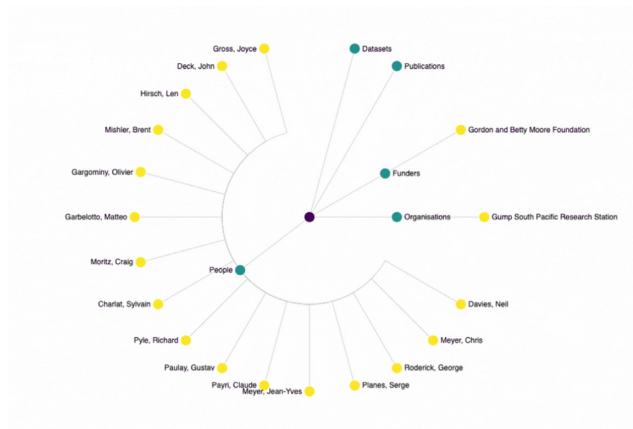 Gross, Joyce
Datasets
Deck, John
Publications
Hirsch, Len
Mishler, Brent
Gordon and Betty Moore Foundation
Gargominy, Olivier
Funders
Garbelotto, Matteo
Organisations
Gump South Pacific Research Station
Moritz, Craig
People
Charlat, Sylvain
Davies, Neil
Pyle, Richard
Meyer, Chris
Paulay, Gustav
Roderick, George
Payri, Claude
Planes, Serge
Meyer, Jean-Yves